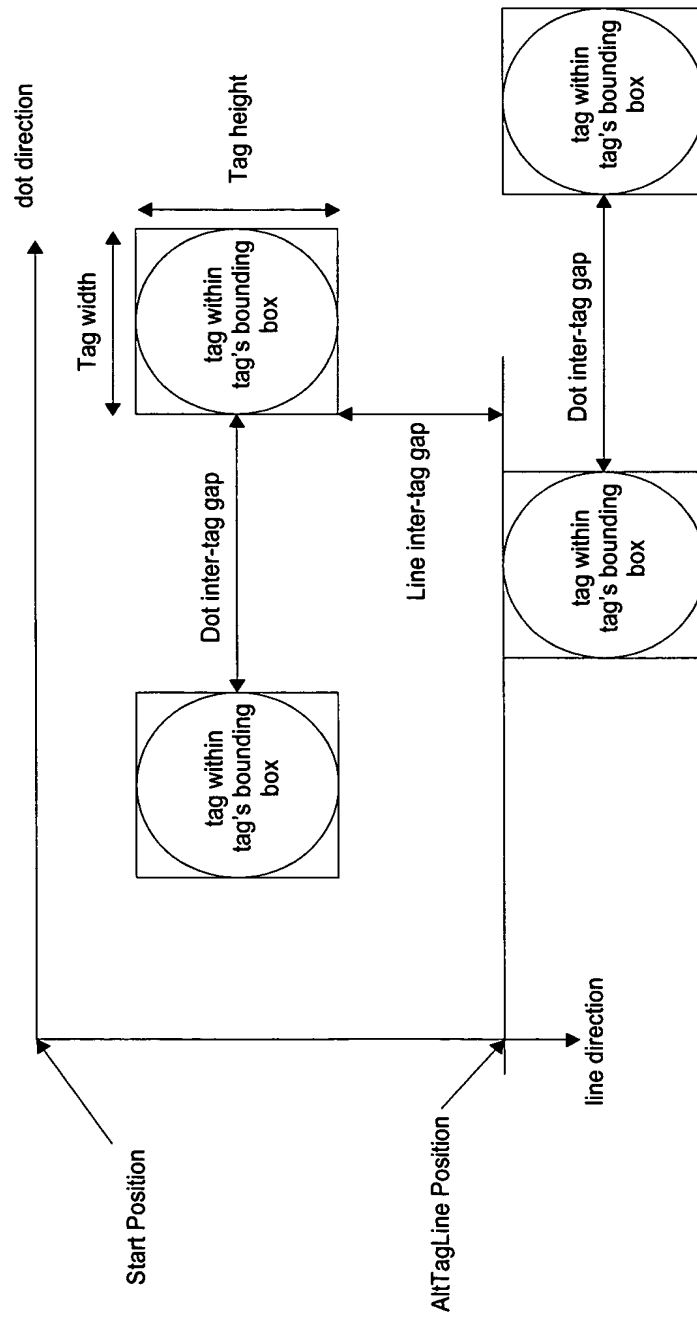 dot direction
Start Position
Tag width
Tag height
tag within
tag's bounding
box
Dot inter-tag gap
tag within
tag's bounding
box
Line inter-tag gap
AltTagLine Position
line direction
tag within
tag's bounding
box
Dot inter-tag gap
tag within
tag's bounding
box